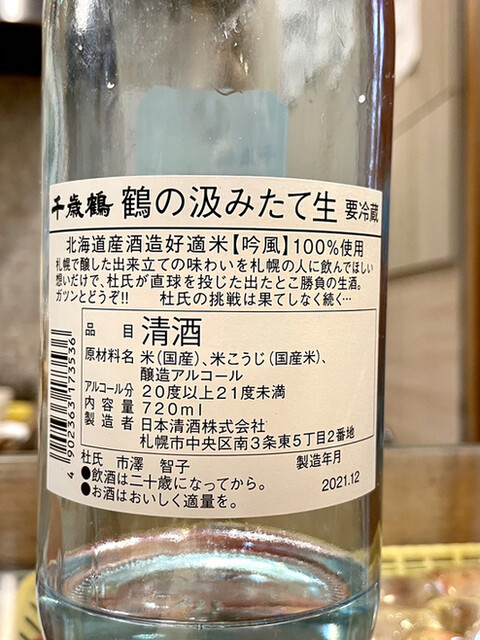 千歳鶴 鶴の汲みたて生 要冷蔵
北海道産酒造好適米【吟風】100%使用
札幌で醸した出来立ての味わいを札幌の人に飲んでほしい
想いだけで、杜氏が直球を投じた出たとこ勝負の生酒。
ガツンとどうぞ!! 杜氏の挑戦は果てしなく続く…
品目 清酒
原材料名 米(国産)、米こうじ(国産米)、
醸造アルコール
アルコール分 20度以上21度未満
内容量 720ml
製造者 日本清酒株式会社
札幌市中央区南3条東5丁目2番地
杜氏 市澤 智子 製造年月
●飲酒は二十歳になってから。
●お酒はおいしく適量を。 2021.12
4902363173536